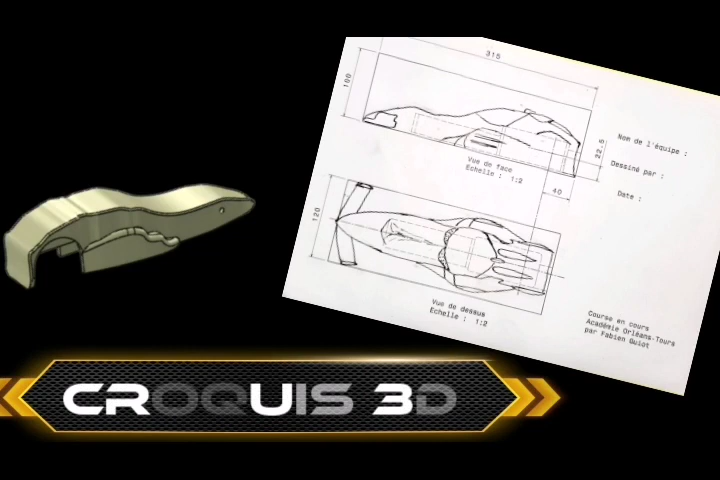 315
100
22,5
Vue de face
Echelle : 1:2
40
120
Vue de dessus
Echelle : 1:2
Nom de l'équipe :
Dessiné par :
Date :
Course en cours
Académie Orléans-Tours
par Fabien Guiot
CROQUIS 3D